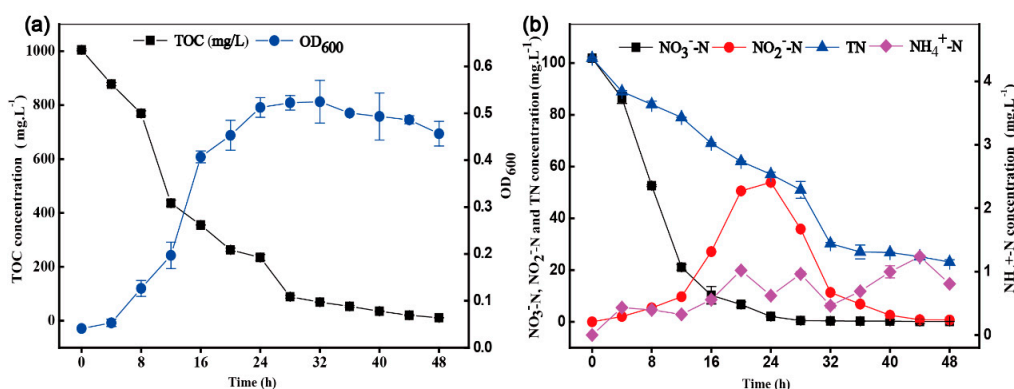 (a)
TOC (mg/L)
OD600
TOC concentration ( mg.L-1)
1000
800
600
400
200
0
0.6
0.5
0.4
0.3
0.2
0.1
0.0
OD600
0 8 16 24 32 40 48
Time (h)
(b)
NO3--N
NO2--N
TN
NH4+-N
NO3-N, NO2-N and TN concentration(mg.L-1)
100
80
60
40
20
0
4
3
2
1
0
NH4+-N concentration (mg.L-1)
0 8 16 24 32 40 48
Time (h)